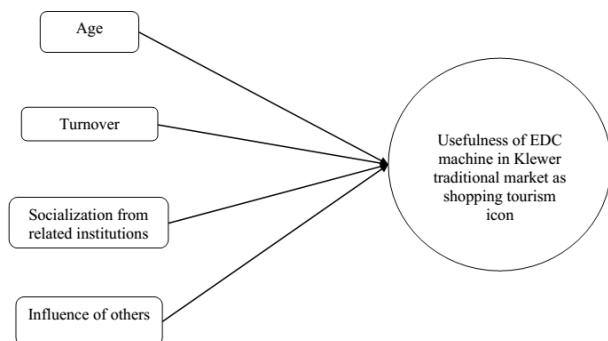 Age
Turnover
Socialization from
related institutions
Influence of others
Usefulness of EDC
machine in Klewer
traditional market as
shopping tourism
icon